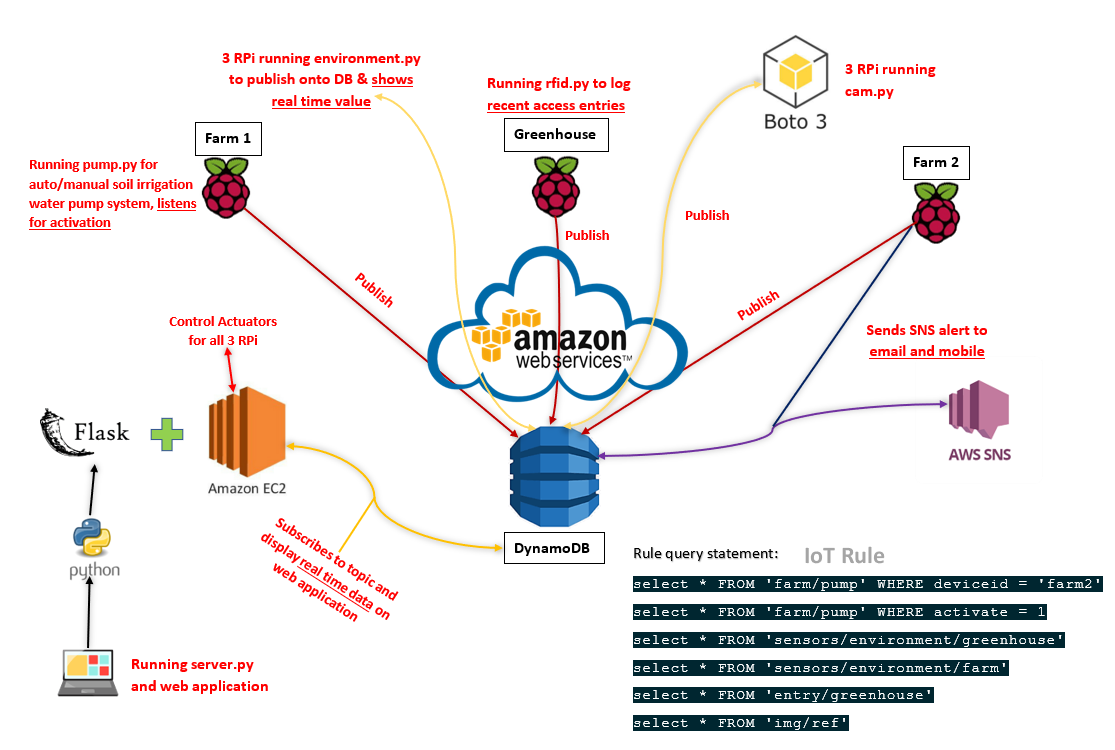 3 RPi running environment.py
to publish onto DB & shows
real time value
Running rfid.py to log
recent access entries
3 RPi running
cam.py
Boto 3
Farm 1
Greenhouse
Farm 2
Running pump.py for
auto/manual soil irrigation
water pump system, listens
for activation
Publish
Publish
Publish
Publish
amazon
webservices™
Control Actuators
for all 3 RPi
Sends SNS alert to
email and mobile
Flask
Amazon EC2
AWS SNS
Subscribes to topic and
display real time data on
web application
DynamoDB
python
Running server.py
and web application
Rule query statement:
IoT Rule
select * FROM 'farm/pump' WHERE deviceid = 'farm2'
select * FROM 'farm/pump' WHERE activate = 1
select * FROM 'sensors/environment/greenhouse'
select * FROM 'sensors/environment/farm'
select * FROM 'entry/greenhouse'
select * FROM 'img/ref'